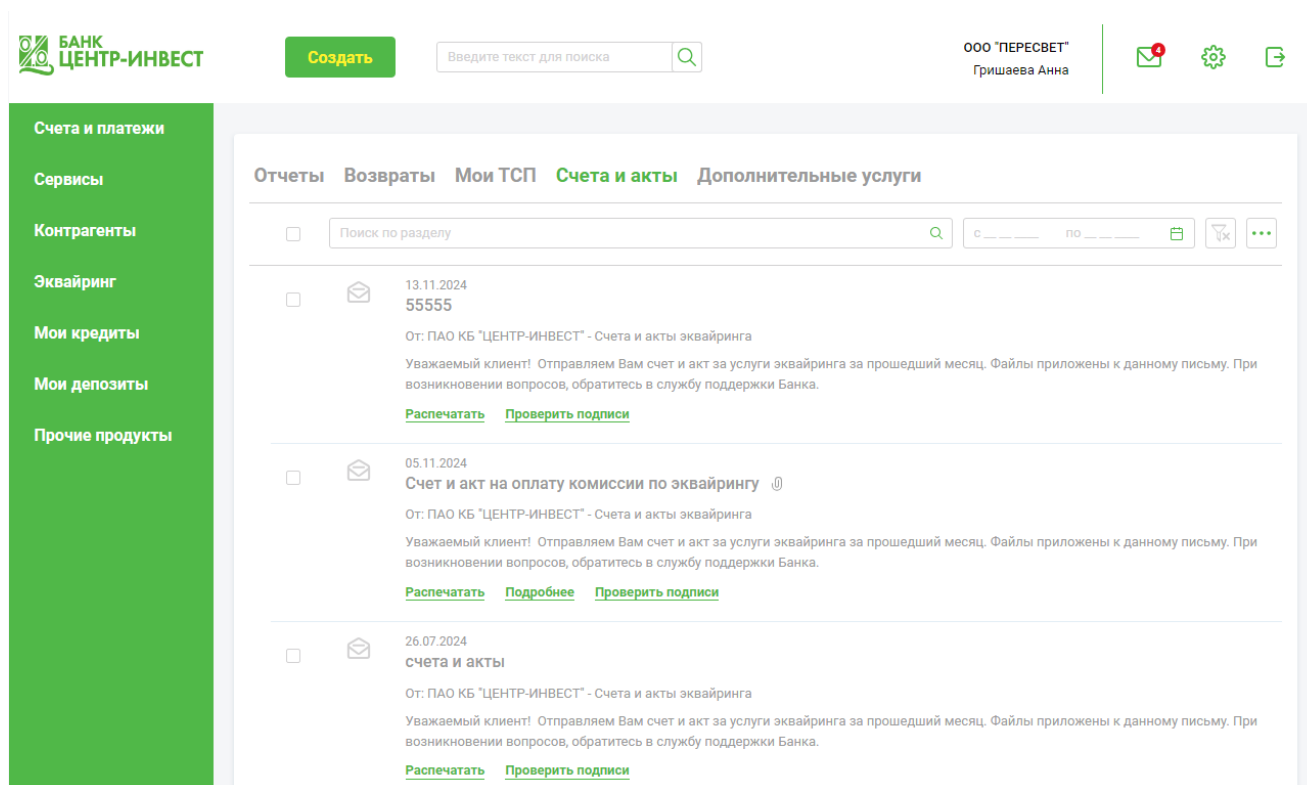 БАНК
ЦЕНТР-ИНВЕСТ
Создать
Введите текст для поиска
ООО "ПЕРЕСВЕТ"
Гришаева Анна
4
Счета и платежи
Сервисы
Контрагенты
Эквайринг
Мои кредиты
Мои депозиты
Прочие продукты
Отчеты Возвраты Мои ТСП Счета и акты Дополнительные услуги
Поиск по разделу
с __ __ ____ по __ __ ____
13.11.2024
55555
От: ПАО КБ "ЦЕНТР-ИНВЕСТ" - Счета и акты эквайринга
Уважаемый клиент! Отправляем Вам счет и акт за услуги эквайринга за прошедший месяц. Файлы приложены к данному письму. При
возникновении вопросов, обратитесь в службу поддержки Банка.
Распечатать Проверить подписи
05.11.2024
Счет и акт на оплату комиссии по эквайрингу
От: ПАО КБ "ЦЕНТР-ИНВЕСТ" - Счета и акты эквайринга
Уважаемый клиент! Отправляем Вам счет и акт за услуги эквайринга за прошедший месяц. Файлы приложены к данному письму. При
возникновении вопросов, обратитесь в службу поддержки Банка.
Распечатать Подробнее Проверить подписи
26.07.2024
счета и акты
От: ПАО КБ "ЦЕНТР-ИНВЕСТ" - Счета и акты эквайринга
Уважаемый клиент! Отправляем Вам счет и акт за услуги эквайринга за прошедший месяц. Файлы приложены к данному письму. При
возникновении вопросов, обратитесь в службу поддержки Банка.
Распечатать Проверить подписи